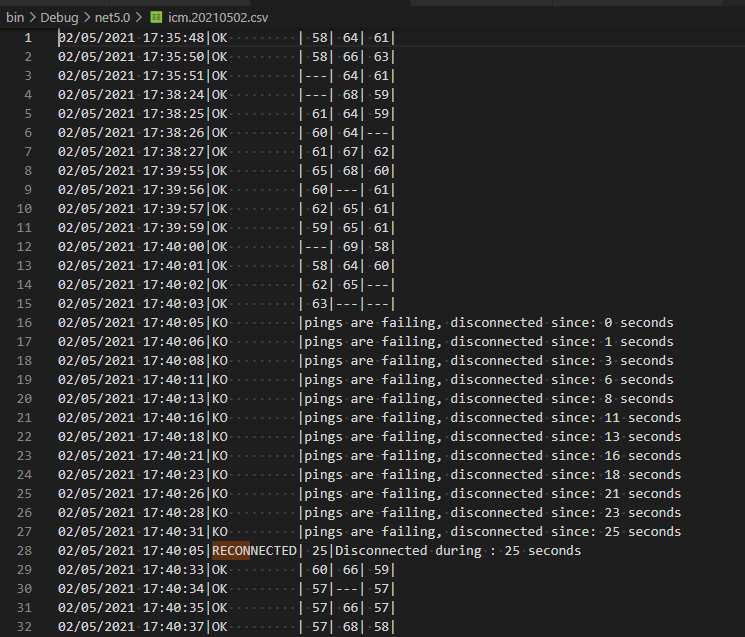 bin > Debug > net5.0 > icm.20210502.csv
1 02/05/2021 17:35:48|OK         | 58| 64| 61|
2 02/05/2021 17:35:50|OK         | 58| 66| 63|
3 02/05/2021 17:35:51|OK         |---| 64| 61|
4 02/05/2021 17:38:24|OK         |---| 68| 59|
5 02/05/2021 17:38:25|OK         | 61| 64| 59|
6 02/05/2021 17:38:26|OK         | 60| 64|---|
7 02/05/2021 17:38:27|OK         | 61| 67| 62|
8 02/05/2021 17:39:55|OK         | 65| 68| 60|
9 02/05/2021 17:39:56|OK         | 60|---| 61|
10 02/05/2021 17:39:57|OK         | 62| 65| 61|
11 02/05/2021 17:39:59|OK         | 59| 65| 61|
12 02/05/2021 17:40:00|OK         |---| 69| 58|
13 02/05/2021 17:40:01|OK         | 58| 64| 60|
14 02/05/2021 17:40:02|OK         | 62| 65|---|
15 02/05/2021 17:40:03|OK         | 63|---|---|
16 02/05/2021 17:40:05|KO         |pings are failing, disconnected since: 0 seconds
17 02/05/2021 17:40:06|KO         |pings are failing, disconnected since: 1 seconds
18 02/05/2021 17:40:08|KO         |pings are failing, disconnected since: 3 seconds
19 02/05/2021 17:40:11|KO         |pings are failing, disconnected since: 6 seconds
20 02/05/2021 17:40:13|KO         |pings are failing, disconnected since: 8 seconds
21 02/05/2021 17:40:16|KO         |pings are failing, disconnected since: 11 seconds
22 02/05/2021 17:40:18|KO         |pings are failing, disconnected since: 13 seconds
23 02/05/2021 17:40:21|KO         |pings are failing, disconnected since: 16 seconds
24 02/05/2021 17:40:23|KO         |pings are failing, disconnected since: 18 seconds
25 02/05/2021 17:40:26|KO         |pings are failing, disconnected since: 21 seconds
26 02/05/2021 17:40:28|KO         |pings are failing, disconnected since: 23 seconds
27 02/05/2021 17:40:31|KO         |pings are failing, disconnected since: 25 seconds
28 02/05/2021 17:40:05|RECONNECTED| 25|Disconnected during : 25 seconds
29 02/05/2021 17:40:33|OK         | 60| 66| 59|
30 02/05/2021 17:40:34|OK         | 57|---| 57|
31 02/05/2021 17:40:35|OK         | 57| 66| 57|
32 02/05/2021 17:40:37|OK         | 57| 68| 58|